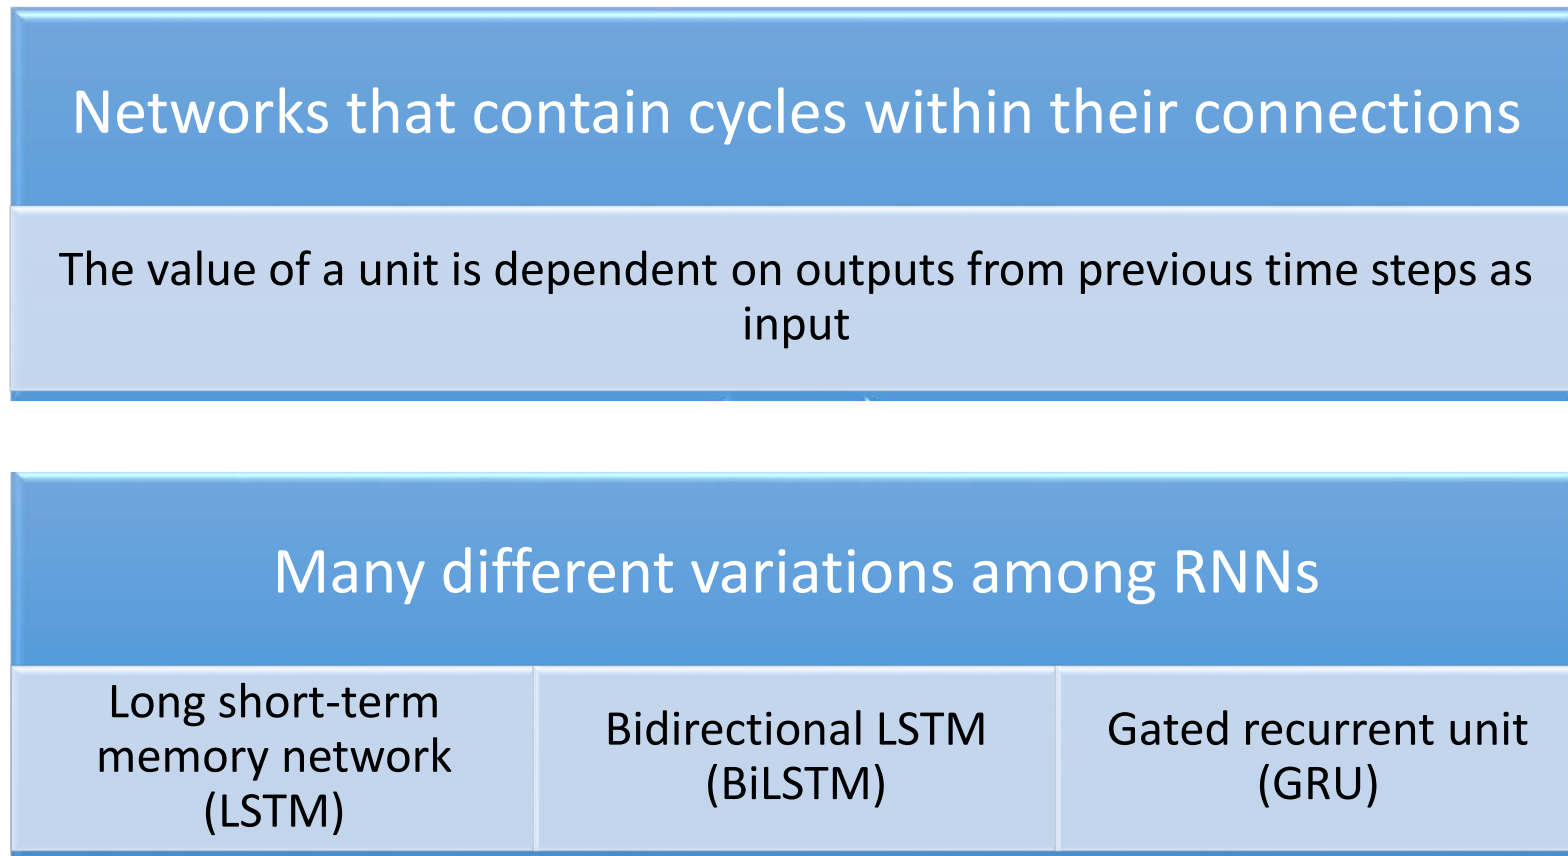 Networks that contain cycles within their connections
The value of a unit is dependent on outputs from previous time steps as
input
Many different variations among RNNs
Long short-term
memory network
(LSTM)
Bidirectional LSTM
(BiLSTM)
Gated recurrent unit
(GRU)